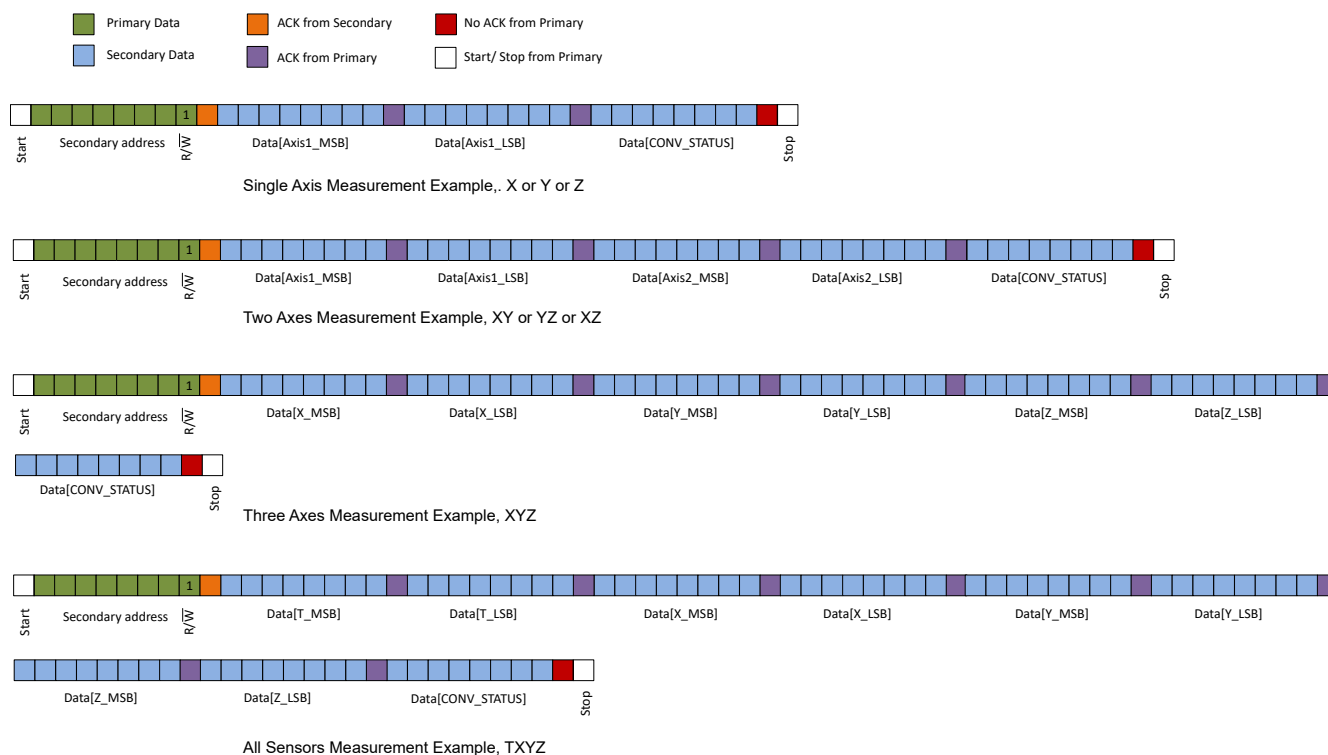 Primary Data ACK from Secondary No ACK from Primary
Secondary Data ACK from Primary Start/ Stop from Primary
1
Start Secondary address R/W Data[Axis1_MSB] Data[Axis1_LSB] Data[CONV_STATUS] Stop
Single Axis Measurement Example,. X or Y or Z
1
Start Secondary address R/W Data[Axis1_MSB] Data[Axis1_LSB] Data[Axis2_MSB] Data[Axis2_LSB] Data[CONV_STATUS] Stop
Two Axes Measurement Example, XY or YZ or XZ
1
Start Secondary address R/W Data[X_MSB] Data[X_LSB] Data[Y_MSB] Data[Y_LSB] Data[Z_MSB] Data[Z_LSB]
Data[CONV_STATUS] Stop
Three Axes Measurement Example, XYZ
1
Start Secondary address R/W Data[T_MSB] Data[T_LSB] Data[X_MSB] Data[X_LSB] Data[Y_MSB] Data[Y_LSB]
Data[Z_MSB] Data[Z_LSB] Data[CONV_STATUS] Stop
All Sensors Measurement Example, TXYZ